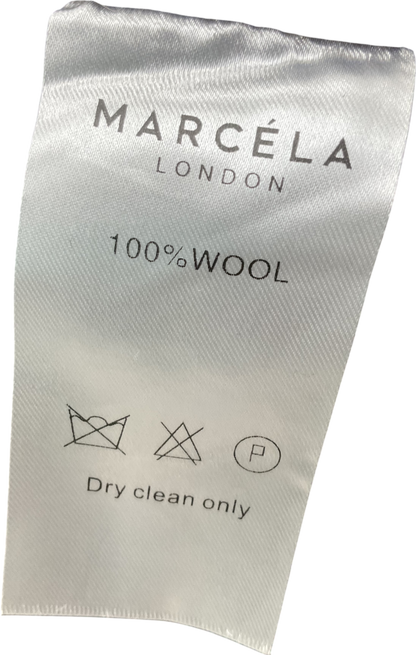 MARCÉLA
LONDON
100%WOOL
P
Dry clean only